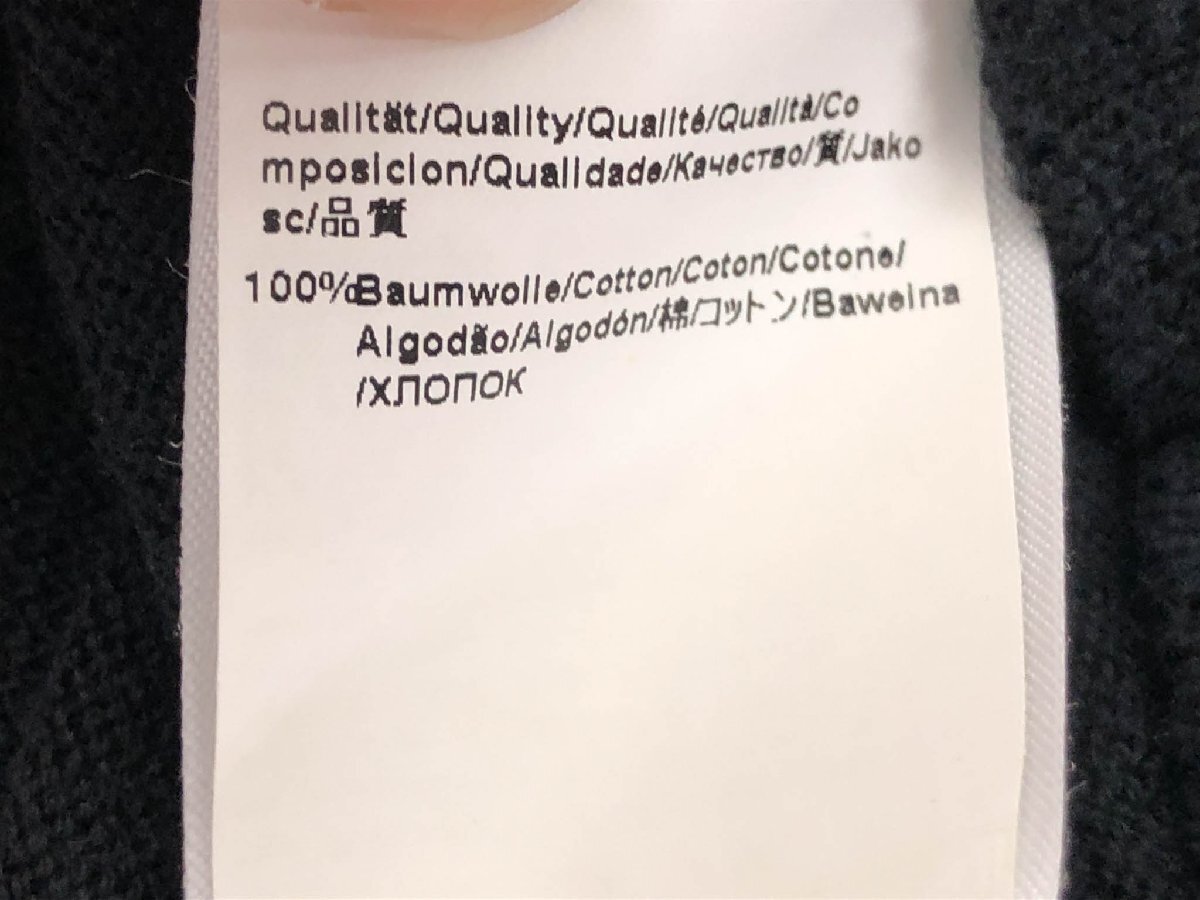 Qualität/Quality/Qualité/Qualità/Co
mposicion/Qualidade/Качество/質/Jako
sc/品質
100%Baumwolle/Cotton/Coton/Cotone/
Algodão/Algodón/棉/コットン/Bawelna
/ХЛОПОК